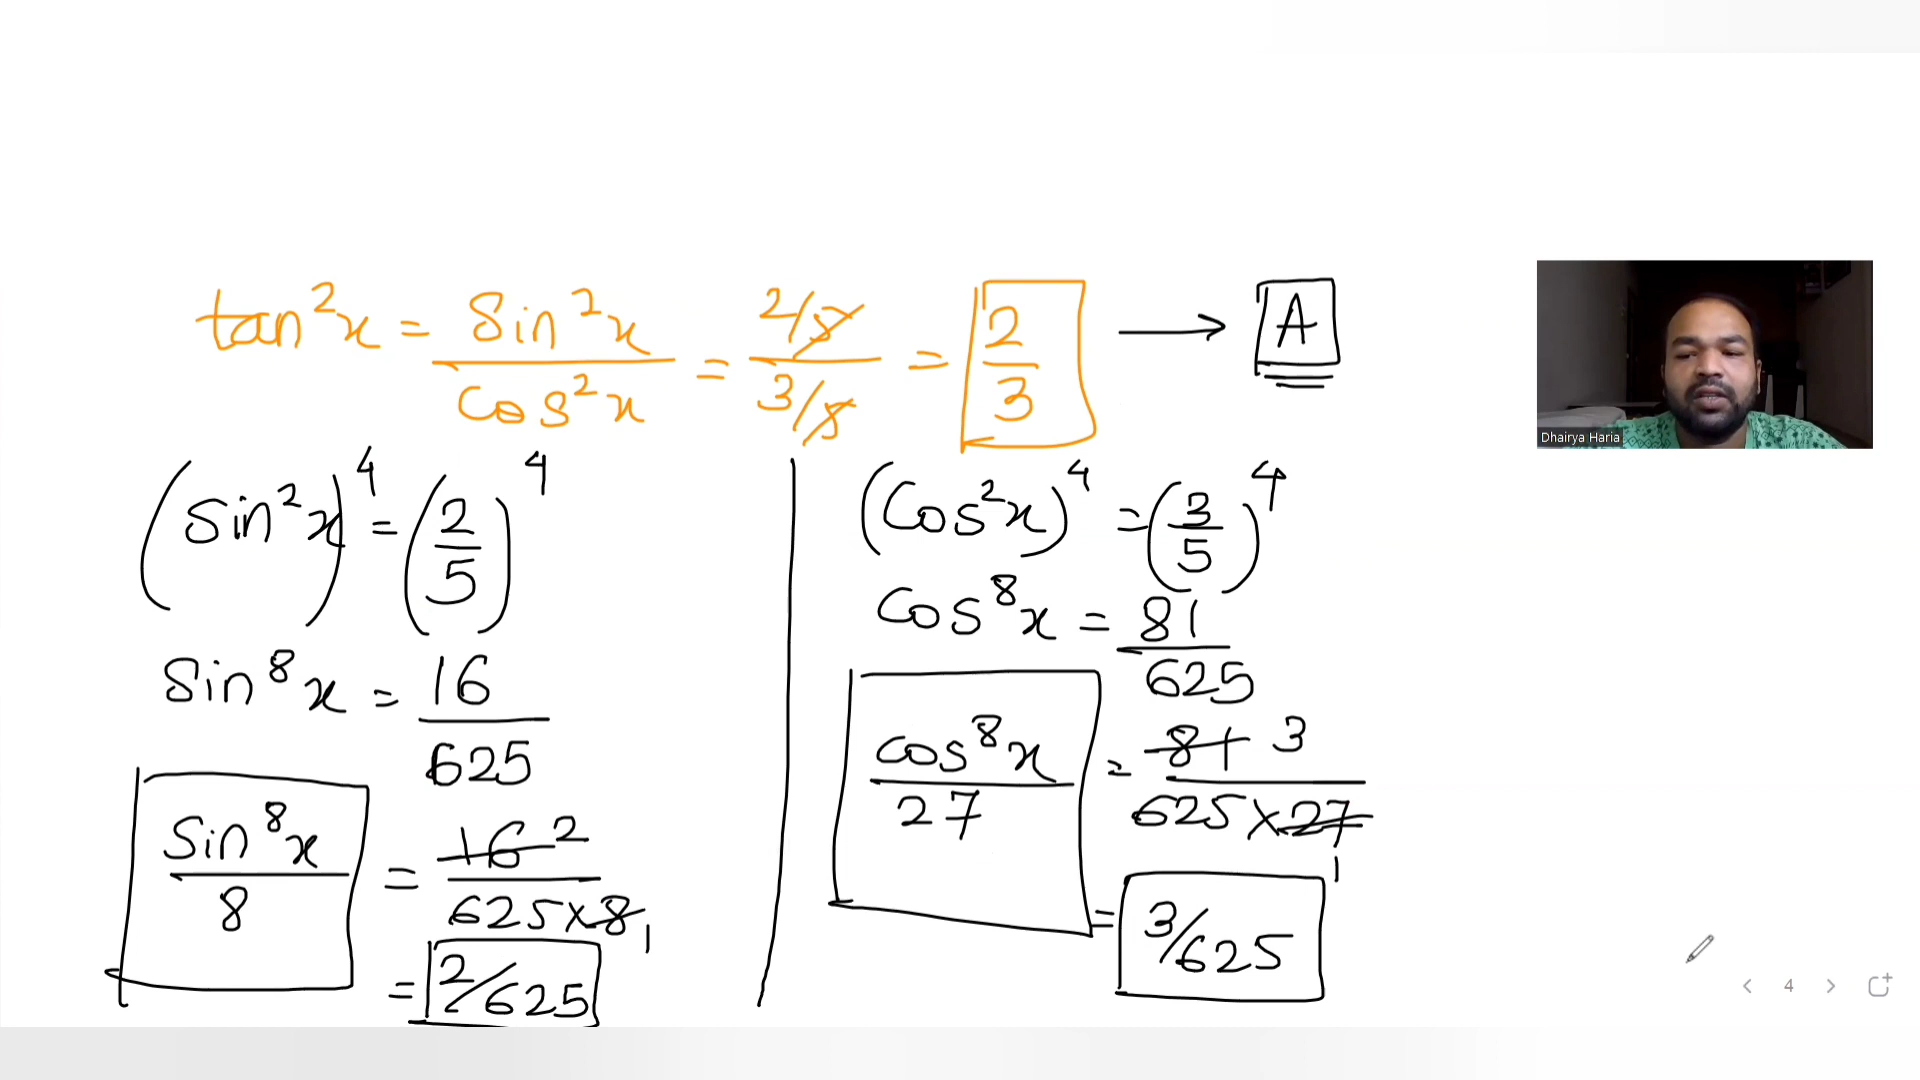 tan²x = Sin²x / Cos²x = (2/5) / (3/5) = 2/3 → A
(Sin²x)⁴ = (2/5)⁴
Sin⁸x = 16/625
Sin⁸x/8 = 16 2 / 625×8 1
= 2/625
(Cos²x)⁴ = (3/5)⁴
Cos⁸x = 81/625
Cos⁸x/27 = 81 3 / 625×27 1
= 3/625
Dhairya Haria
4